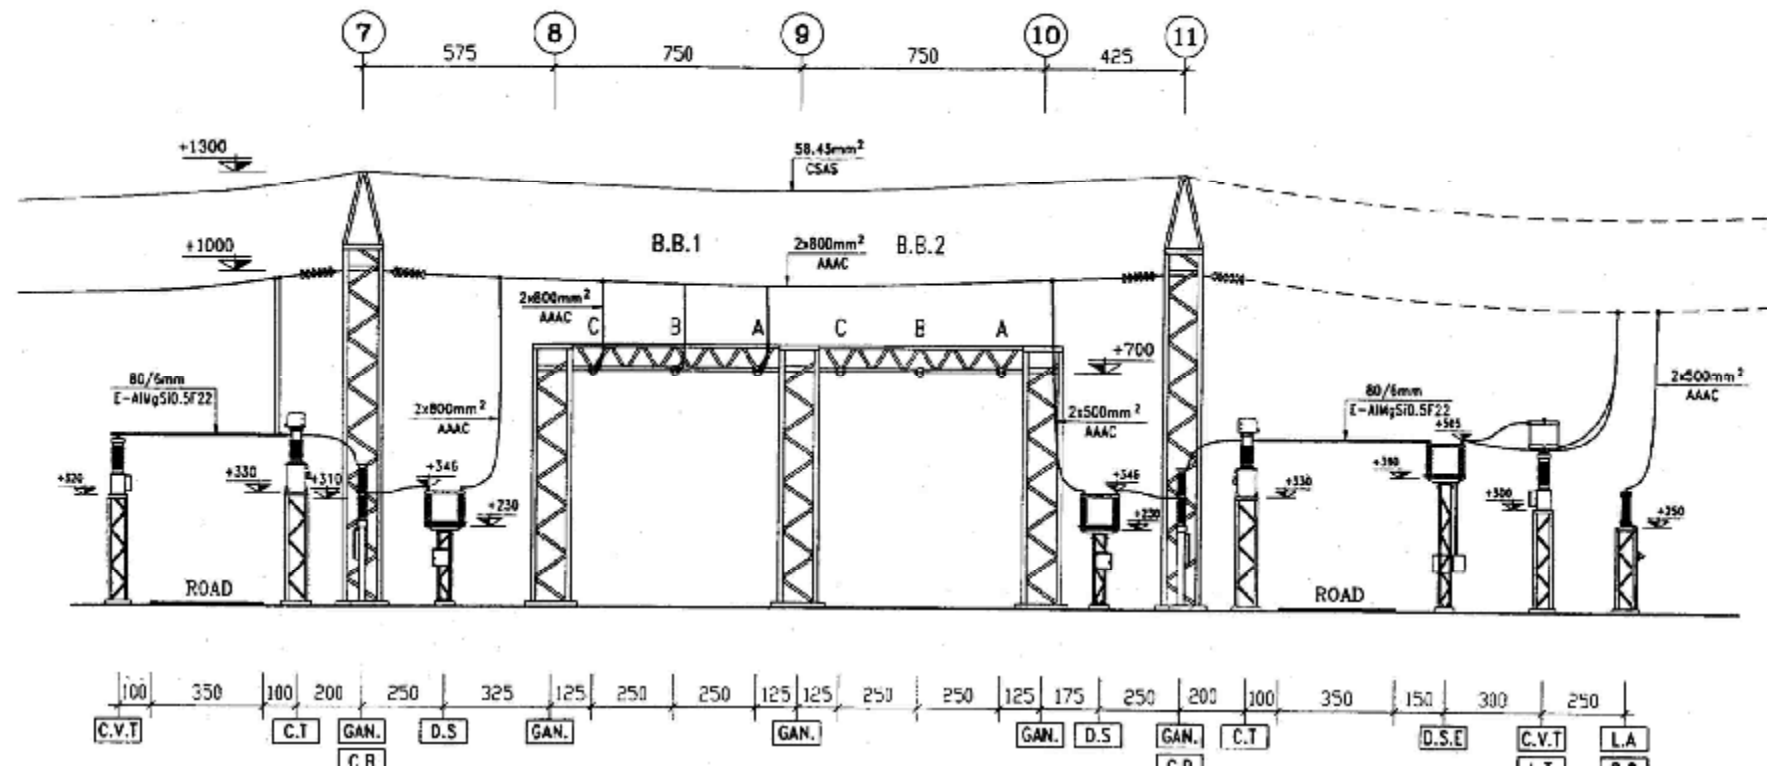 7 8 9 10 11
575 750 750 425
+1300
58.45mm²
CSAS
+1000
B.B.1
2x800mm²
AAAC
B.B.2
2x800mm²
AAAC
C B A C B A
+700
80/6mm
E-AlMgSi0.5F22
2x800mm²
AAAC
2x500mm²
AAAC
80/6mm
E-AlMgSi0.5F22
2x500mm²
AAAC
+330
+310
+346
+230
+346
+230
+330
+300
+250
ROAD
ROAD
100 350 100 200 250 325 125 250 250 125 125 250 250 125 175 250 200 100 350 150 300 250
C.V.T C.T GAN. D.S GAN. GAN. GAN. D.S GAN. C.T D.S.E C.V.T L.A